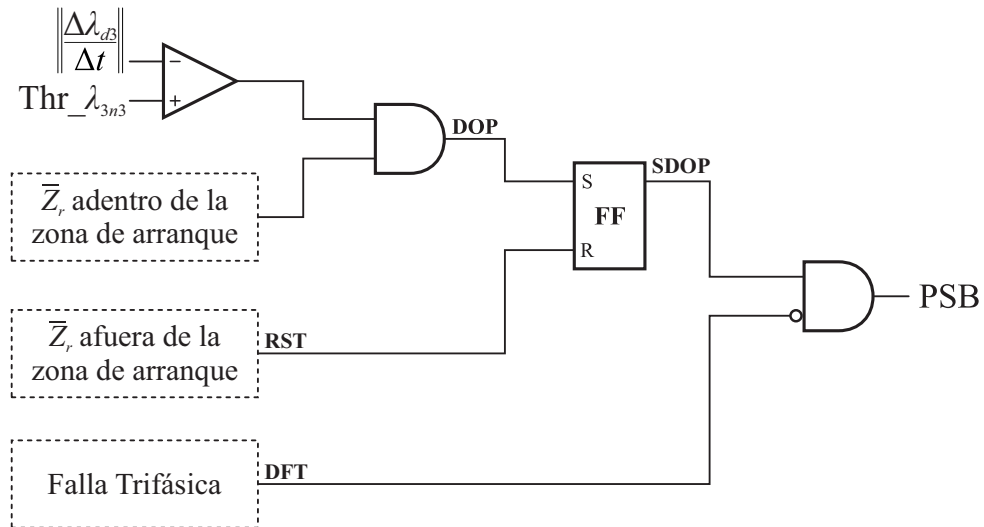 ‖Δλ_d3/Δt‖
−
Thr_λ_3n3
+
DOP
Z̅_r adentro de la
zona de arranque
S
SDOP
FF
R
PSB
Z̅_r afuera de la
zona de arranque
RST
Falla Trifásica
DFT